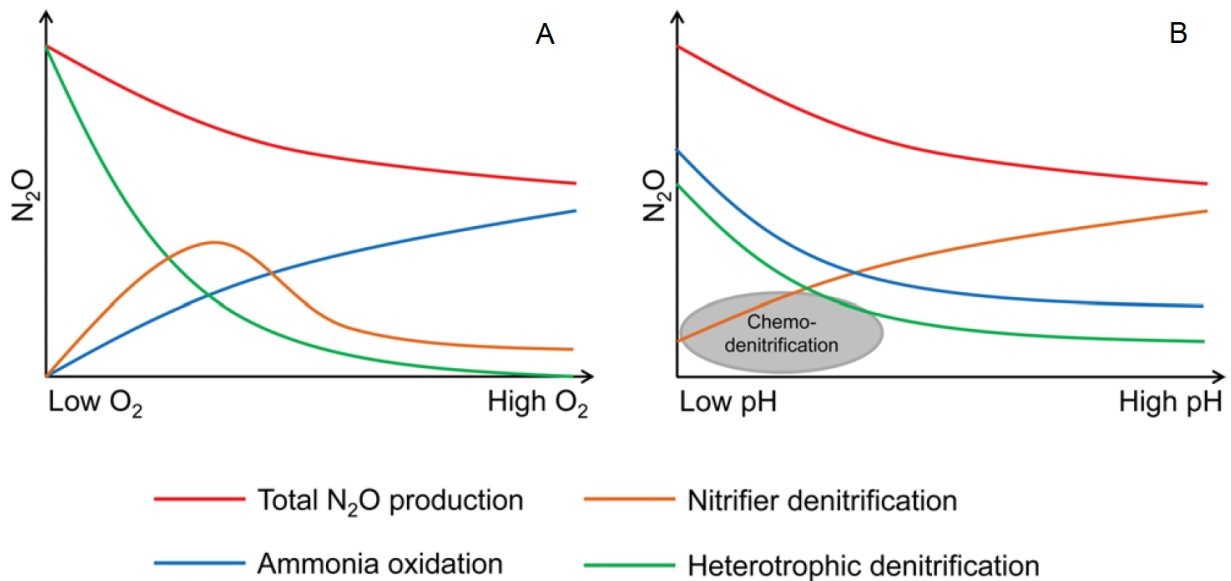 A
N₂O
Low O₂
High O₂
B
N₂O
Chemo-
denitrification
Low pH
High pH
Total N₂O production
Nitrifier denitrification
Ammonia oxidation
Heterotrophic denitrification